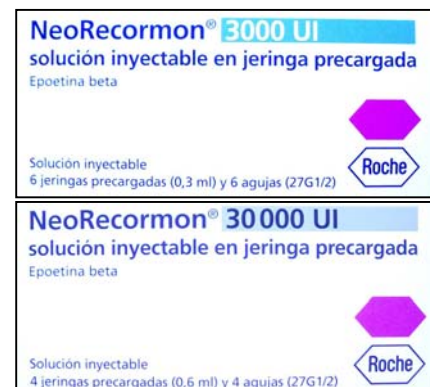 NeoRecormon® 3000 UI
solución inyectable en jeringa precargada
Epoetina beta
Solución inyectable
6 jeringas precargadas (0,3 ml) y 6 agujas (27G1/2)
Roche
NeoRecormon® 30 000 UI
solución inyectable en jeringa precargada
Epoetina beta
Solución inyectable
4 jeringas precargadas (0,6 ml) y 4 agujas (27G1/2)
Roche